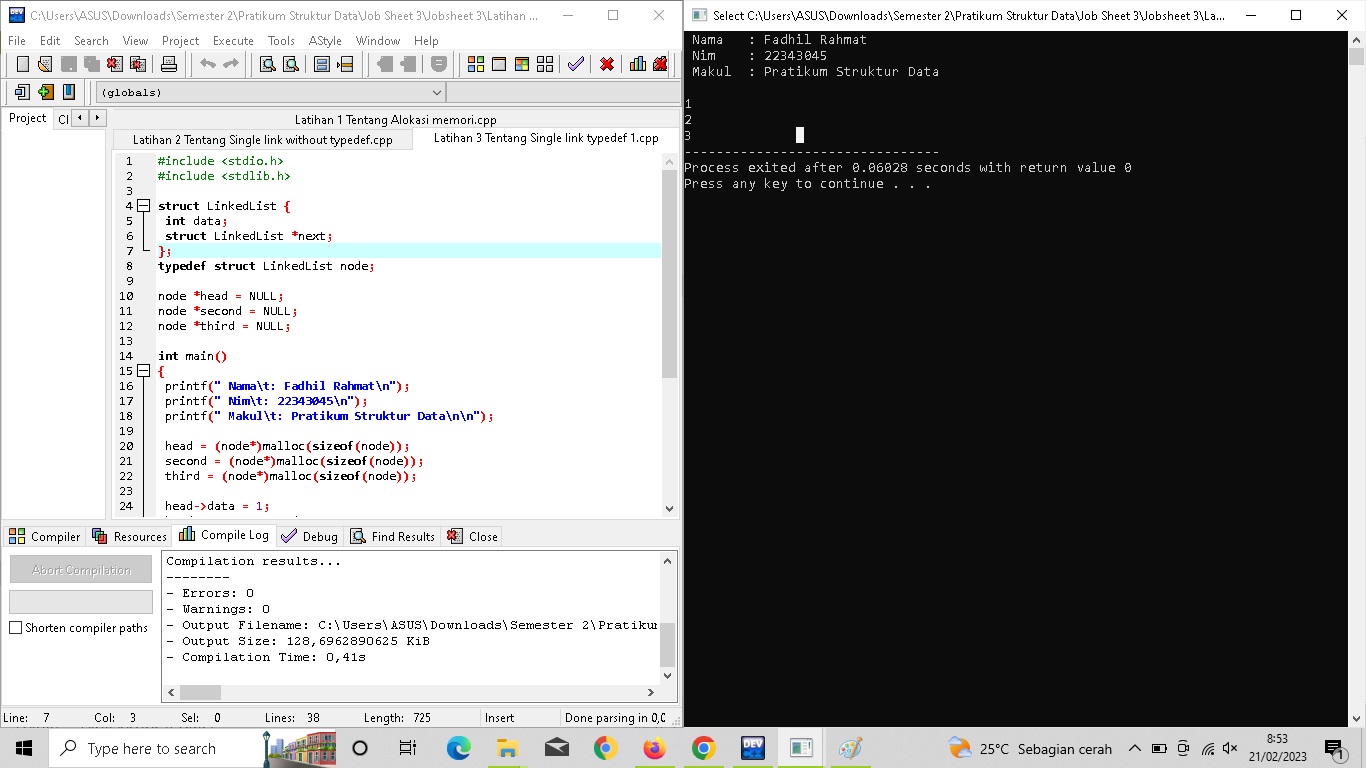 C:\Users\ASUS\Downloads\Semester 2\Pratikum Struktur Data\Job Sheet 3\Jobsheet 3\Latihan ...
File Edit Search View Project Execute Tools AStyle Window Help
(globals)
Project Cl
Latihan 1 Tentang Alokasi memori.cpp
Latihan 2 Tentang Single link without typedef.cpp Latihan 3 Tentang Single link typedef 1.cpp
1 #include <stdio.h>
2 #include <stdlib.h>
3
4 struct LinkedList {
5 int data;
6 struct LinkedList *next;
7 };
8 typedef struct LinkedList node;
9
10 node *head = NULL;
11 node *second = NULL;
12 node *third = NULL;
13
14 int main()
15 {
16 printf(" Nama\t: Fadhil Rahmat\n");
17 printf(" Nim\t: 22343045\n");
18 printf(" Makul\t: Pratikum Struktur Data\n\n");
19
20 head = (node*)malloc(sizeof(node));
21 second = (node*)malloc(sizeof(node));
22 third = (node*)malloc(sizeof(node));
23
24 head->data = 1;
Compiler Resources Compile Log Debug Find Results Close
Abort Compilation
Shorten compiler paths
Compilation results...
--------
- Errors: 0
- Warnings: 0
- Output Filename: C:\Users\ASUS\Downloads\Semester 2\Pratikum
- Output Size: 128,6962890625 KiB
- Compilation Time: 0,41s
Line: 7 Col: 3 Sel: 0 Lines: 38 Length: 725 Insert Done parsing in 0,0
Select C:\Users\ASUS\Downloads\Semester 2\Pratikum Struktur Data\Job Sheet 3\Jobsheet 3\La...
Nama : Fadhil Rahmat
Nim : 22343045
Makul : Pratikum Struktur Data
1
2
3
--------------------------------
Process exited after 0.06028 seconds with return value 0
Press any key to continue . . .
Type here to search
DEV
25°C Sebagian cerah
8:53
21/02/2023
1